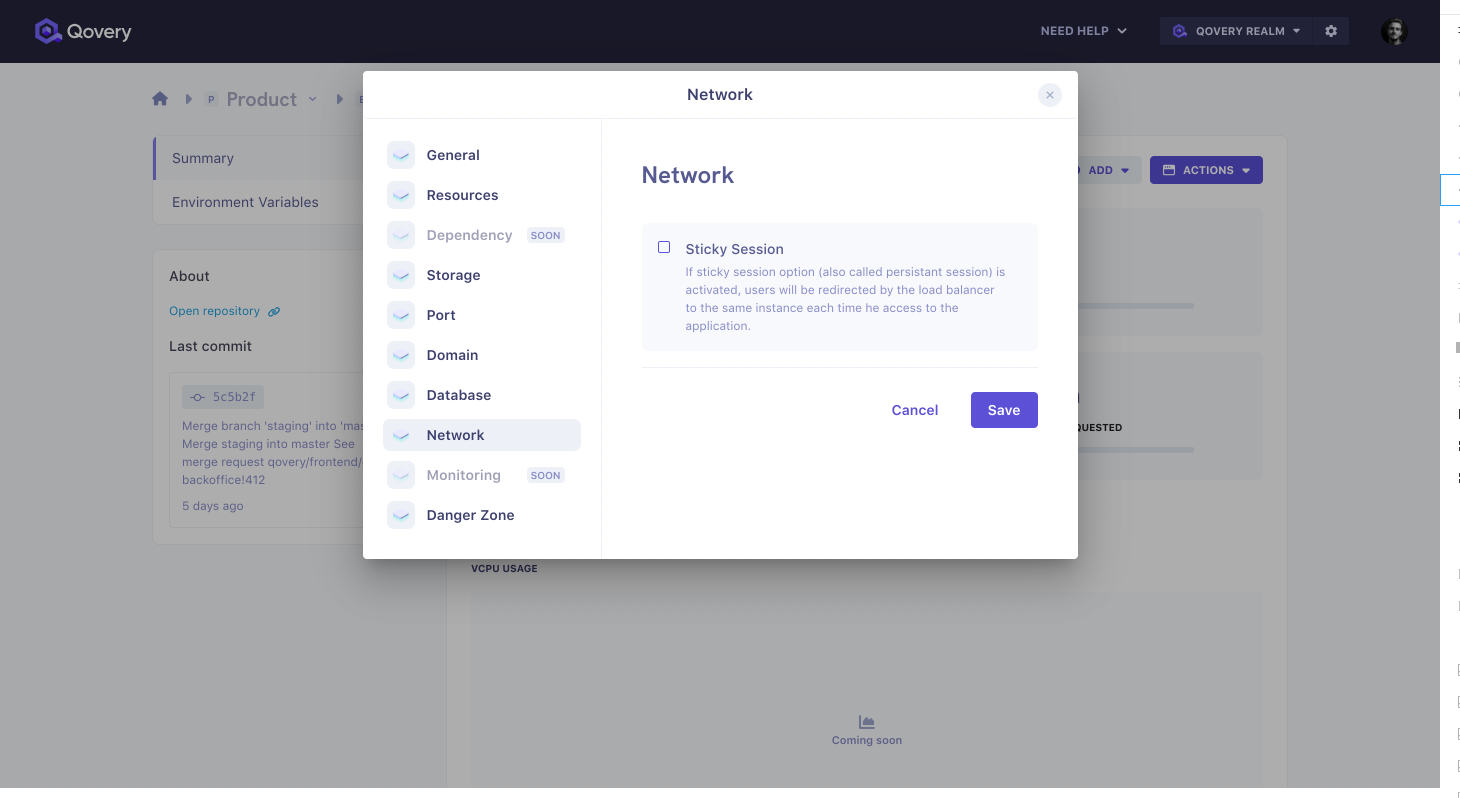 Qovery
NEED HELP
QOVERY REALM
P Product
Network
Summary
Environment Variables
ADD
ACTIONS
General
Resources
Dependency SOON
Storage
Port
Domain
Database
Network
Monitoring SOON
Danger Zone
Network
Sticky Session
If sticky session option (also called persistant session) is
activated, users will be redirected by the load balancer
to the same instance each time he access to the
application.
Cancel
Save
About
Open repository
Last commit
5c5b2f
Merge branch 'staging' into 'mas
Merge staging into master See
merge request qovery/frontend/
backoffice!412
5 days ago
QUESTED
VCPU USAGE
Coming soon